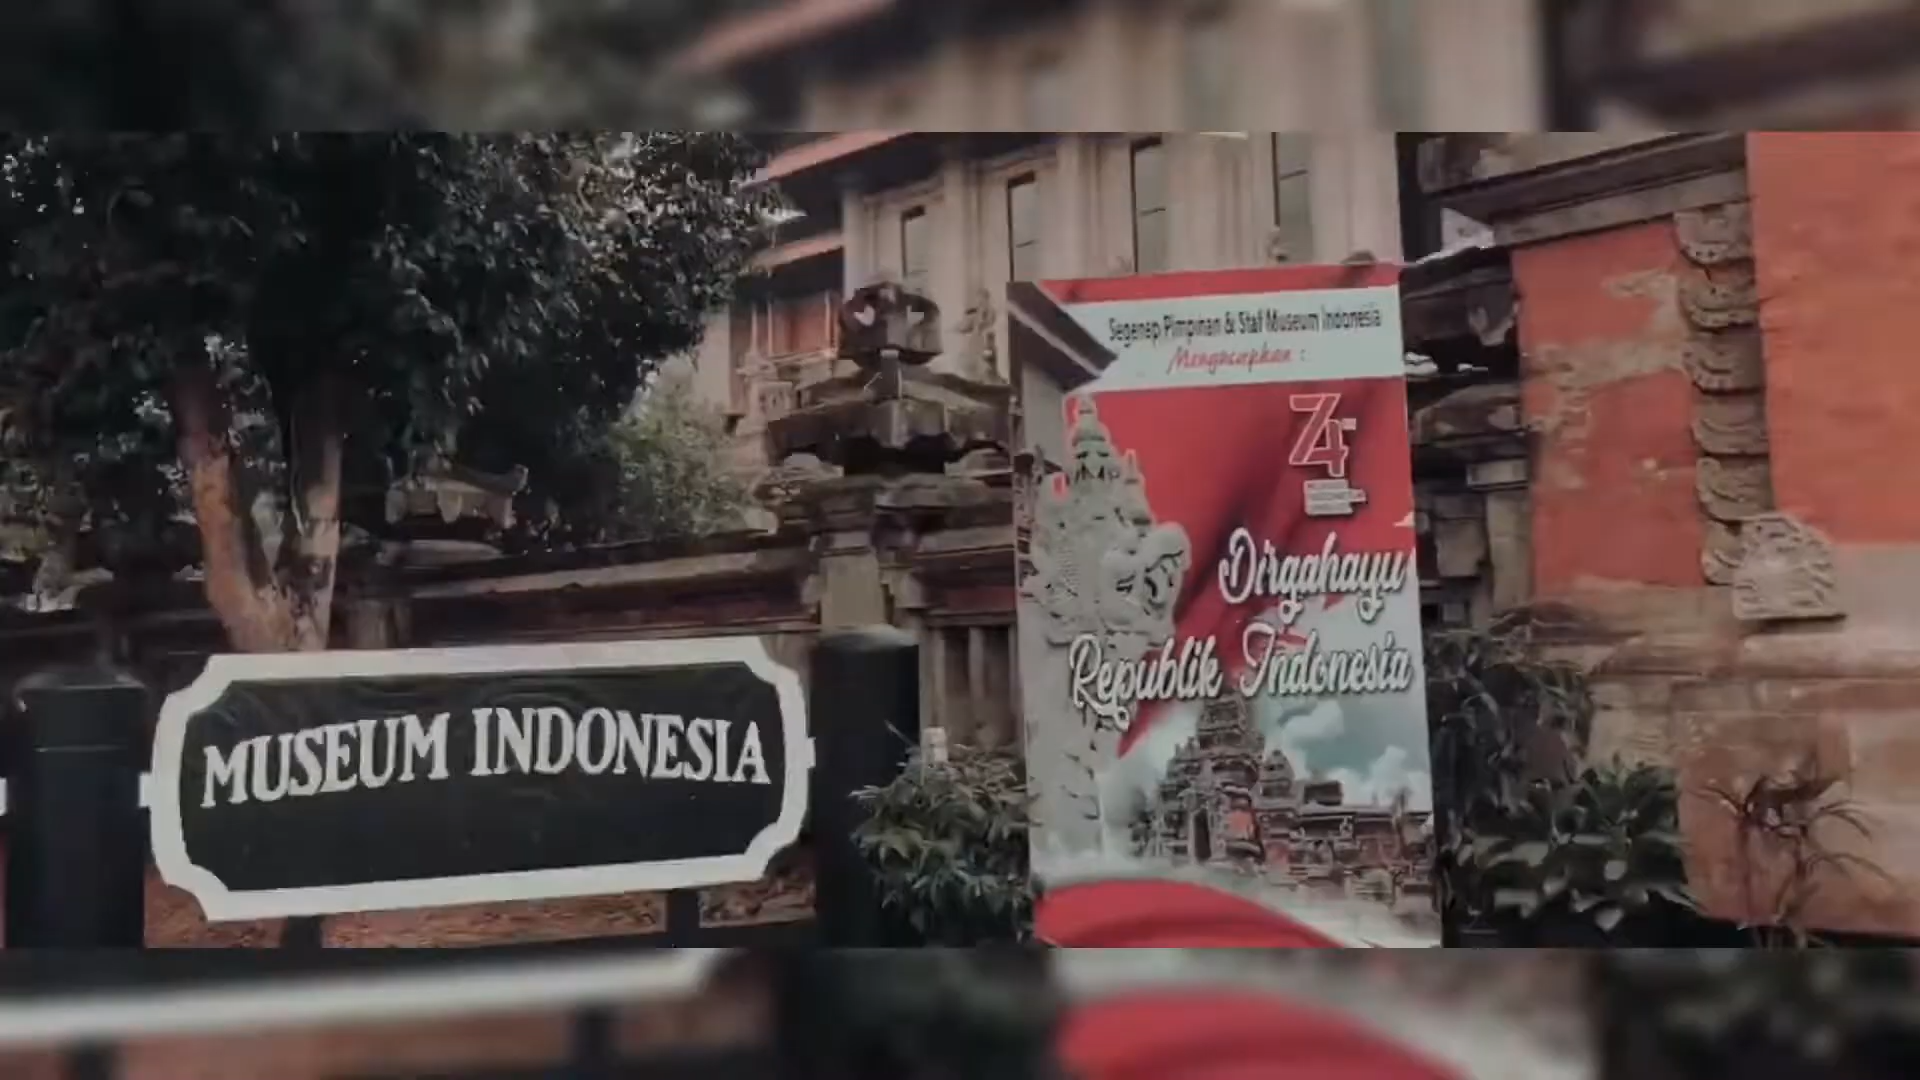 MUSEUM INDONESIA
Segenap Pimpinan & Staf Museum Indonesia
Mengucapkan :
74
Dirgahayu
Republik Indonesia